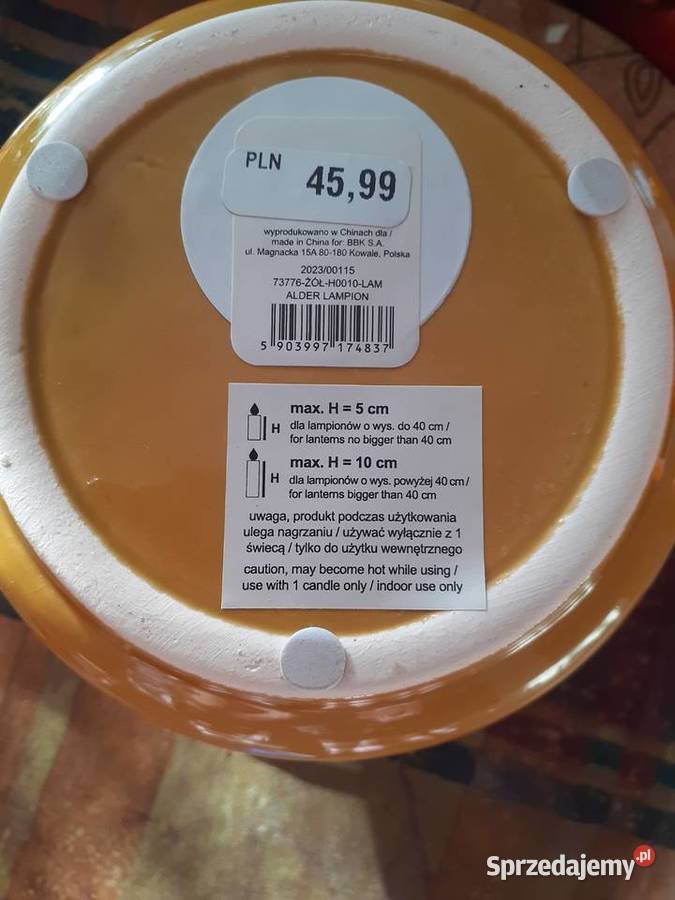 PLN 45,99
wyprodukowano w Chinach dla /
made in China for: BBK S.A.
ul. Magnacka 15A 80-180 Kowale, Polska
2023/00115
73776-ŻÓŁ-H0010-LAM
ALDER LAMPION
5 903997 174837
max. H = 5 cm
H
dla lampionów o wys. do 40 cm /
for lanterns no bigger than 40 cm
max. H = 10 cm
H
dla lampionów o wys. powyżej 40 cm /
for lanterns bigger than 40 cm
uwaga, produkt podczas użytkowania
ulega nagrzaniu / używać wyłącznie z 1
świecą / tylko do użytku wewnętrznego
caution, may become hot while using /
use with 1 candle only / indoor use only
Sprzedajemy.pl